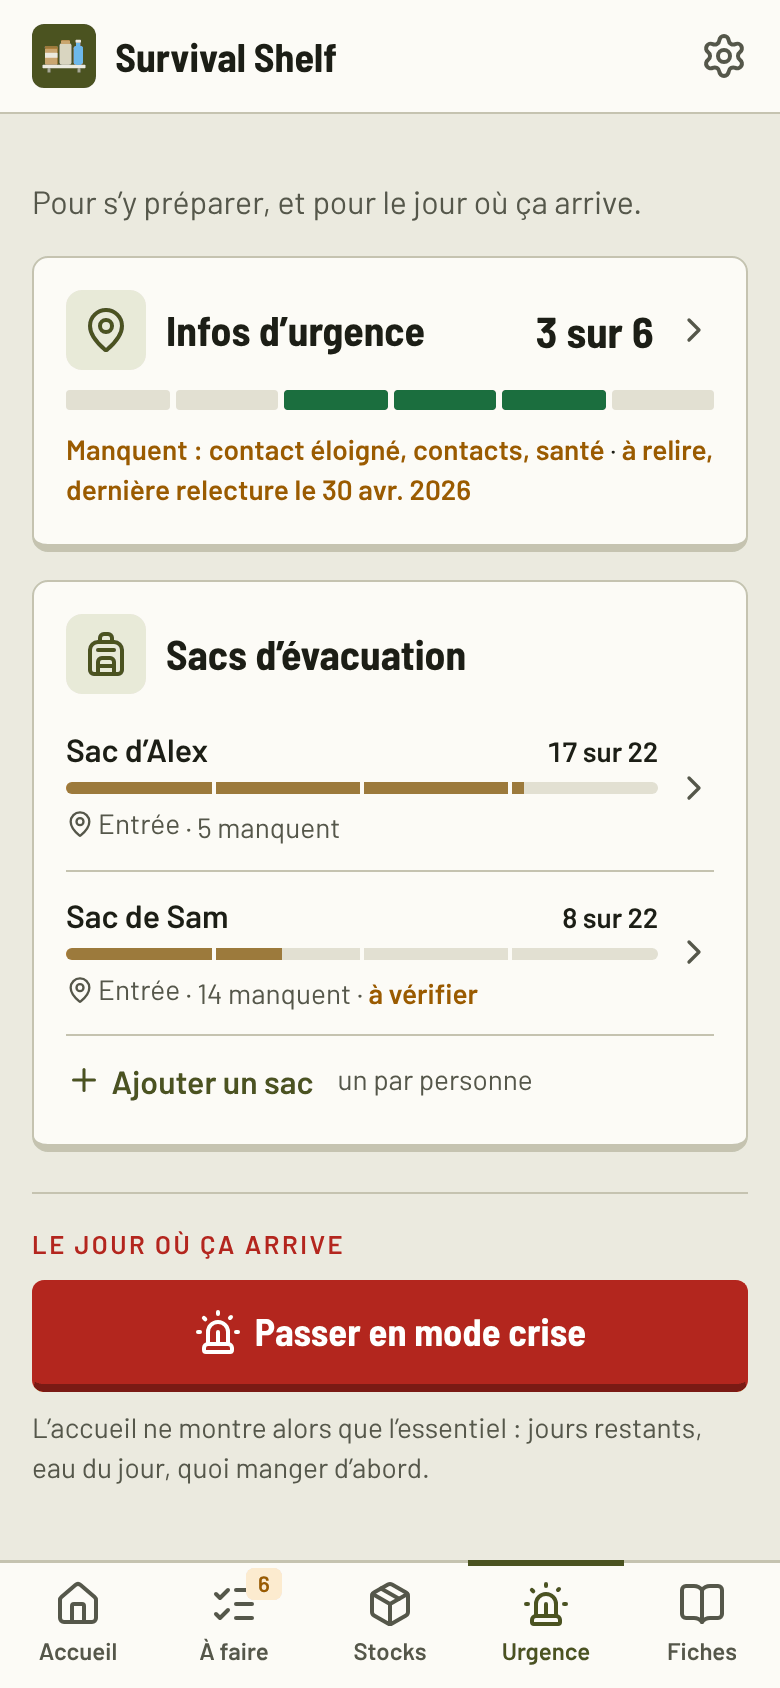 Survival Shelf
Pour s’y préparer, et pour le jour où ça arrive.
Infos d’urgence
3 sur 6
Manquent : contact éloigné, contacts, santé · à relire,
dernière relecture le 30 avr. 2026
Sacs d’évacuation
Sac d’Alex
17 sur 22
Entrée · 5 manquent
Sac de Sam
8 sur 22
Entrée · 14 manquent · à vérifier
Ajouter un sac un par personne
LE JOUR OÙ ÇA ARRIVE
Passer en mode crise
L’accueil ne montre alors que l’essentiel : jours restants,
eau du jour, quoi manger d’abord.
6
Accueil
À faire
Stocks
Urgence
Fiches